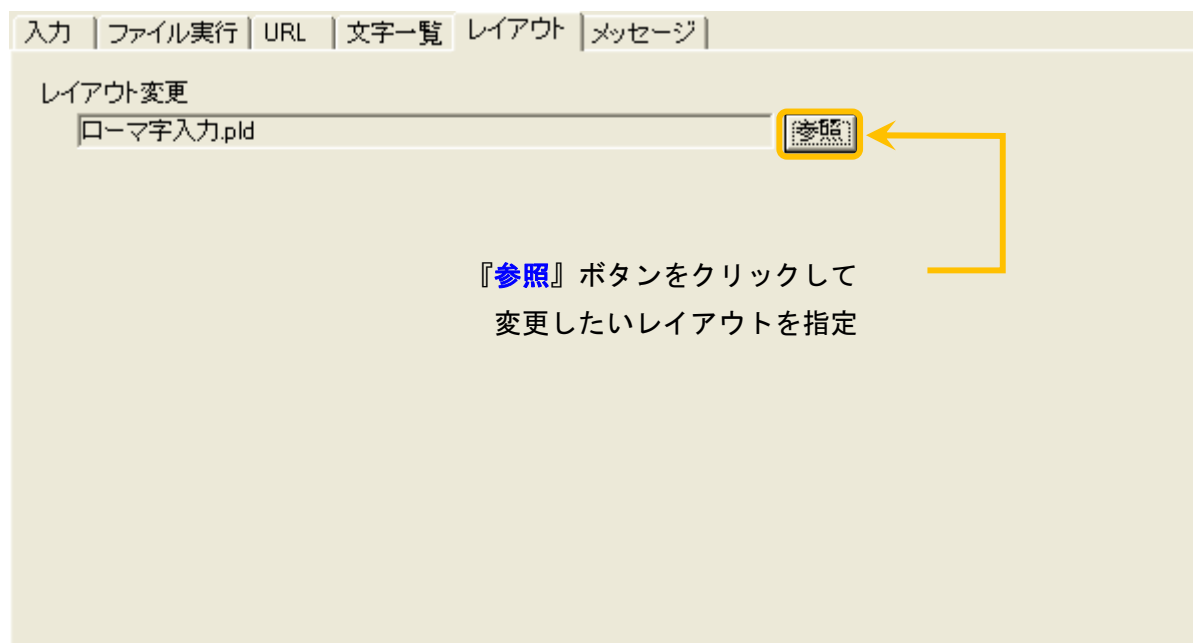 入力 ファイル実行 URL 文字一覧 レイアウト メッセージ
レイアウト変更
ローマ字入力.pld 参照
『参照』ボタンをクリックして
変更したいレイアウトを指定